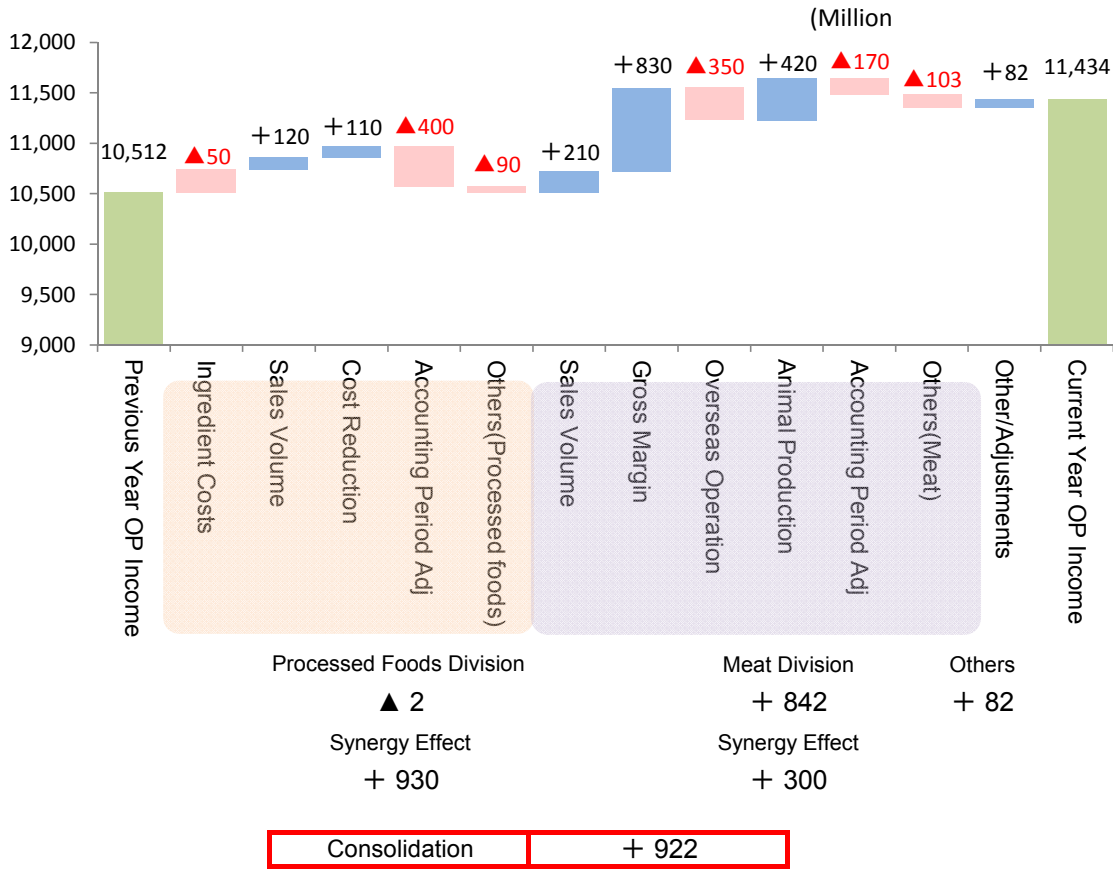 (Million
12,000
11,500
11,000
10,500
10,000
9,500
9,000
10,512
▲50
+120
+110
▲400
▲90
+210
+830
▲350
+420
▲170
▲103
+82
11,434
Previous Year OP Income
Ingredient Costs
Sales Volume
Cost Reduction
Accounting Period Adj
Others(Processed foods)
Sales Volume
Gross Margin
Overseas Operation
Animal Production
Accounting Period Adj
Others(Meat)
Other/Adjustments
Current Year OP Income
Processed Foods Division
▲ 2
Synergy Effect
+ 930
Meat Division
+ 842
Synergy Effect
+ 300
Others
+ 82
Consolidation + 922